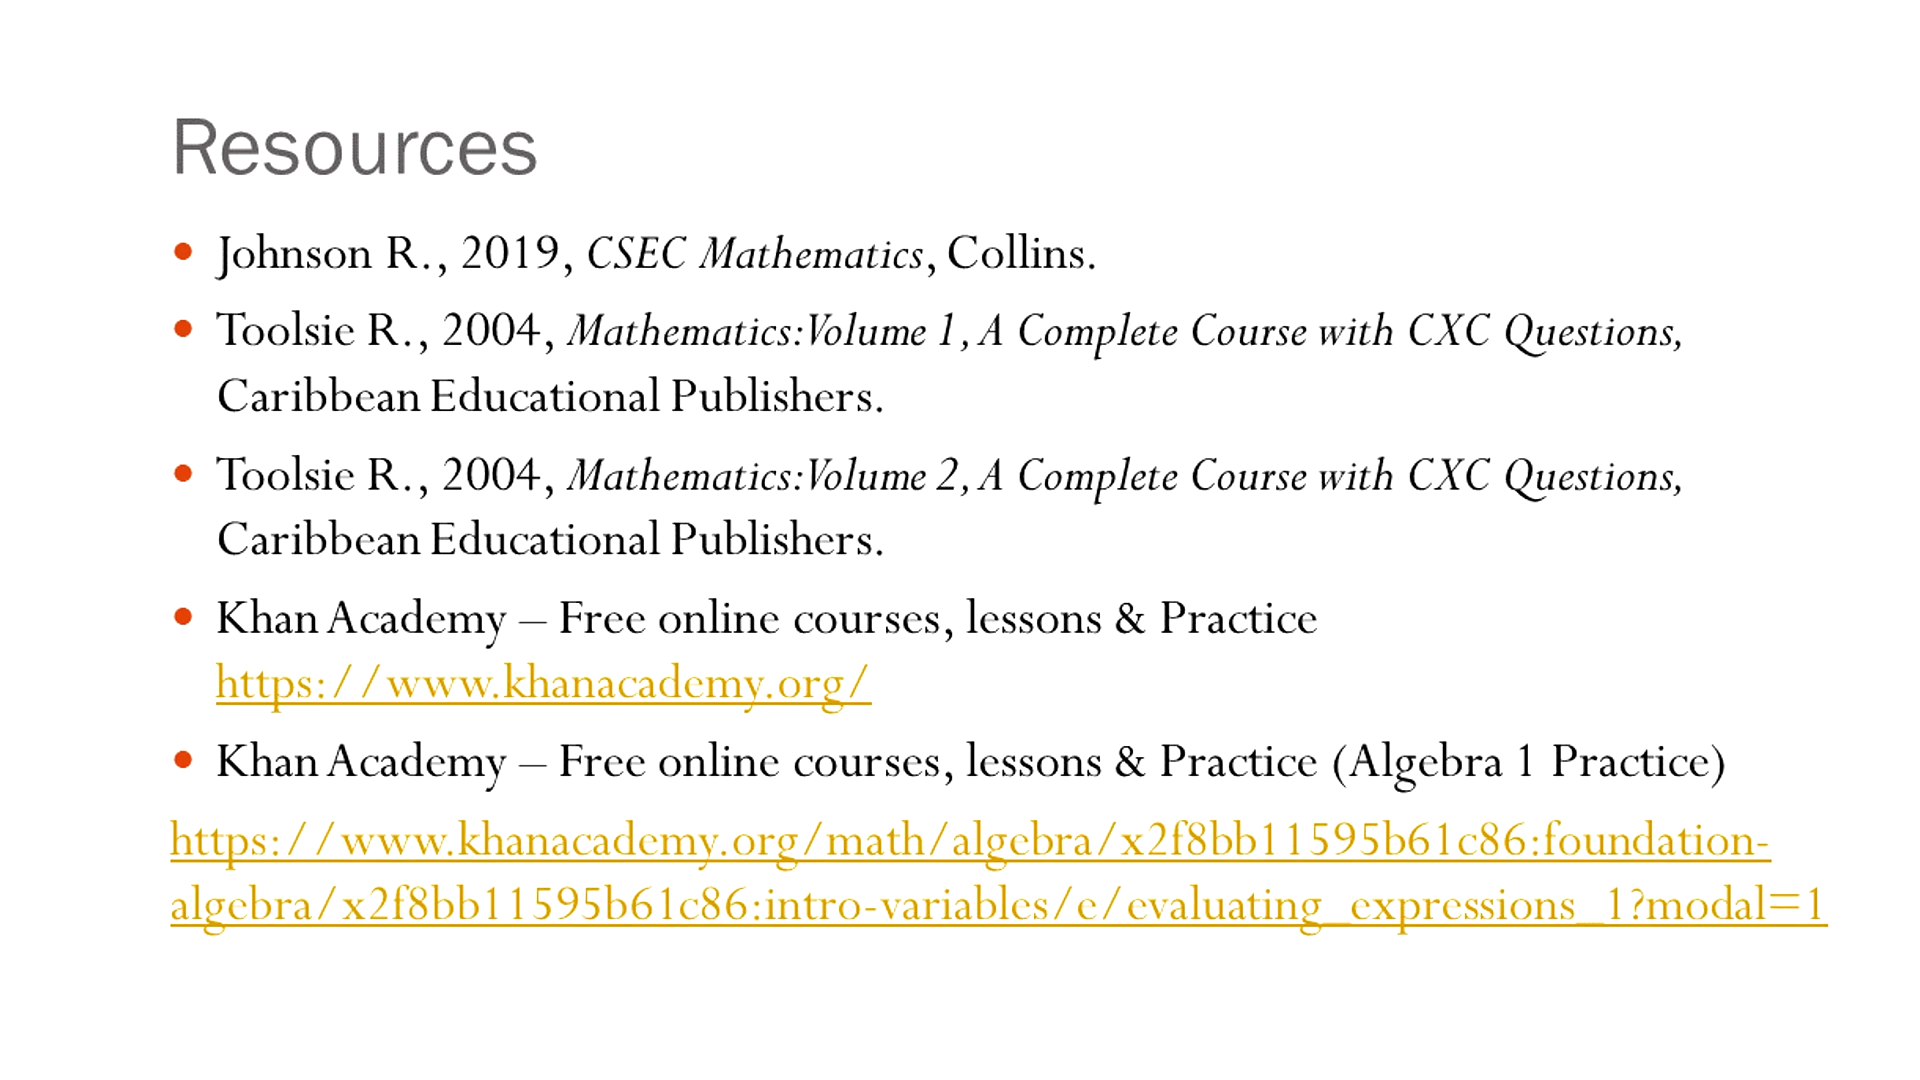 Resources
• Johnson R., 2019, CSEC Mathematics, Collins.
• Toolsie R., 2004, Mathematics: Volume 1, A Complete Course with CXC Questions,
Caribbean Educational Publishers.
• Toolsie R., 2004, Mathematics: Volume 2, A Complete Course with CXC Questions,
Caribbean Educational Publishers.
• Khan Academy – Free online courses, lessons & Practice
https://www.khanacademy.org/
• Khan Academy – Free online courses, lessons & Practice (Algebra 1 Practice)
https://www.khanacademy.org/math/algebra/x2f8bb11595b61c86:foundation-
algebra/x2f8bb11595b61c86:intro-variables/e/evaluating_expressions_1?modal=1